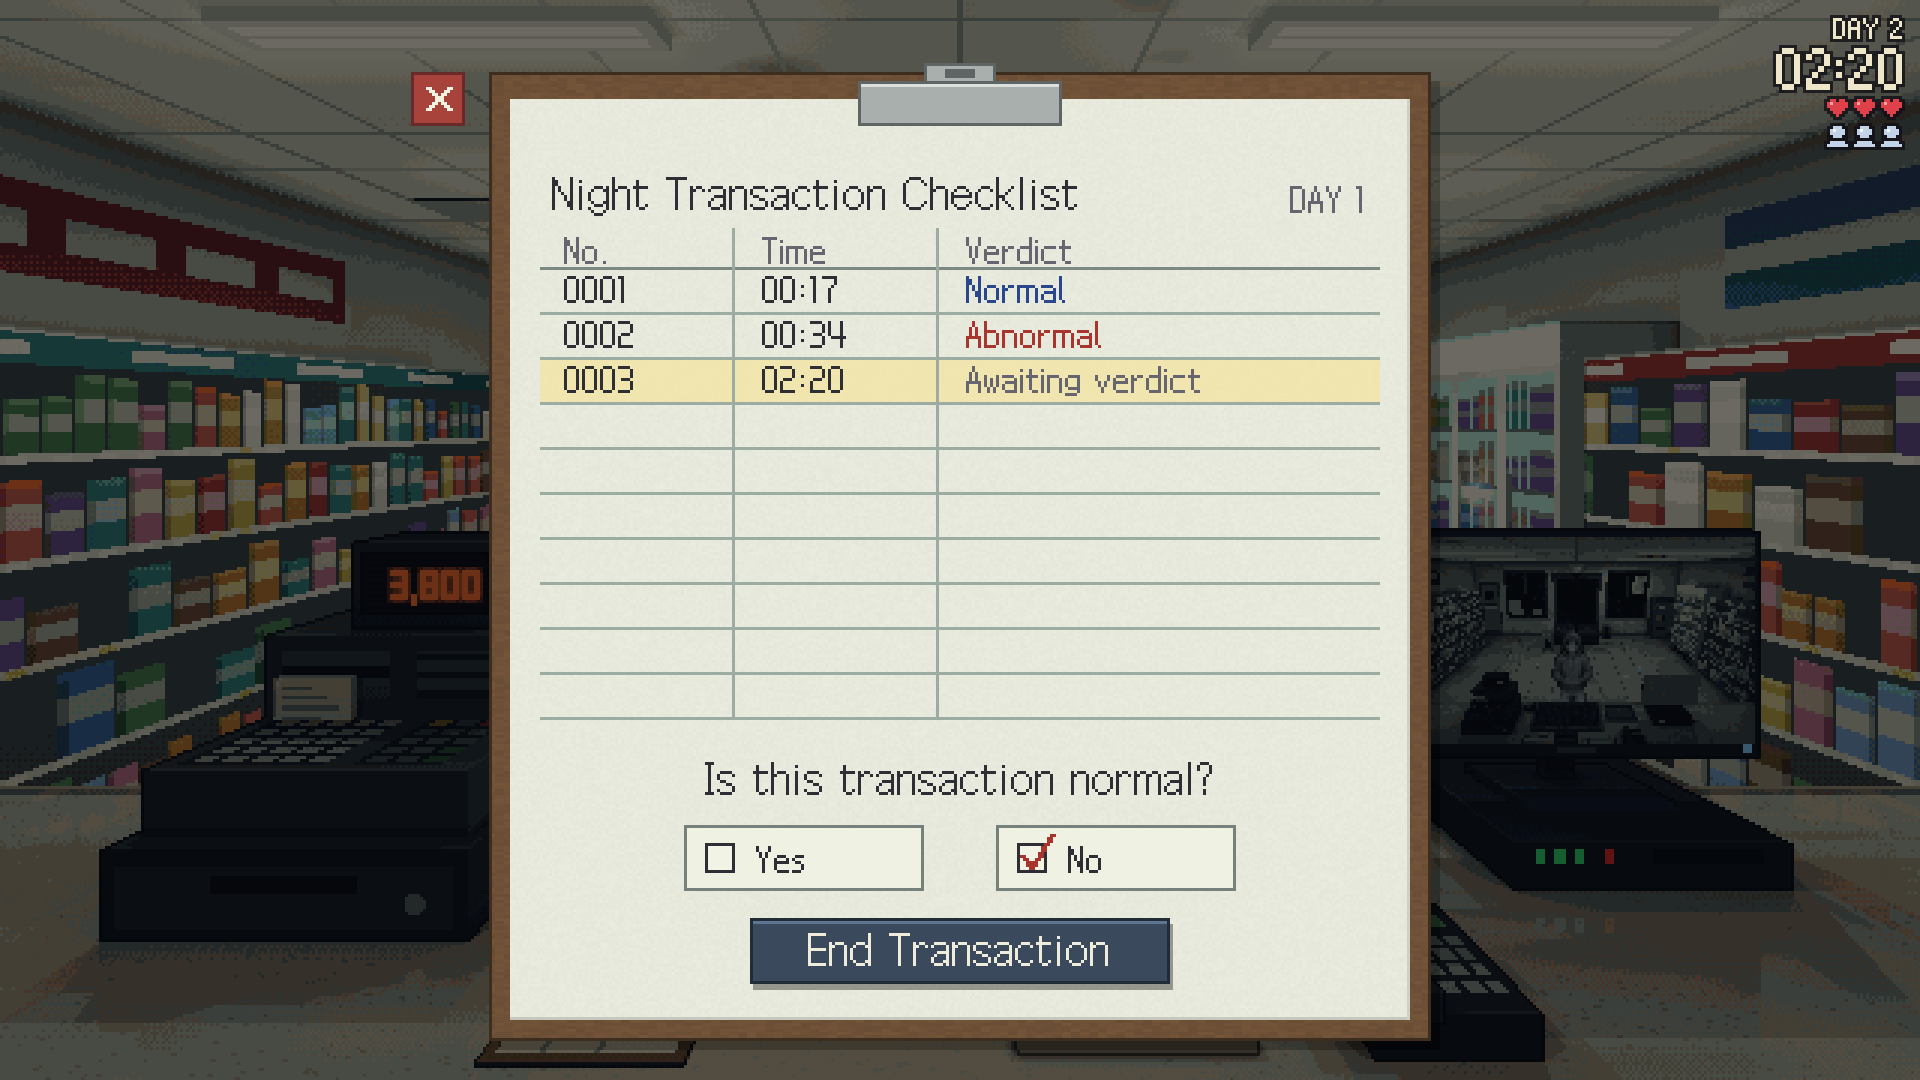 DAY 2
02:20
Night Transaction Checklist
DAY 1
No. Time Verdict
0001 00:17 Normal
0002 00:34 Abnormal
0003 02:20 Awaiting verdict
3,800
Is this transaction normal?
Yes
No
End Transaction